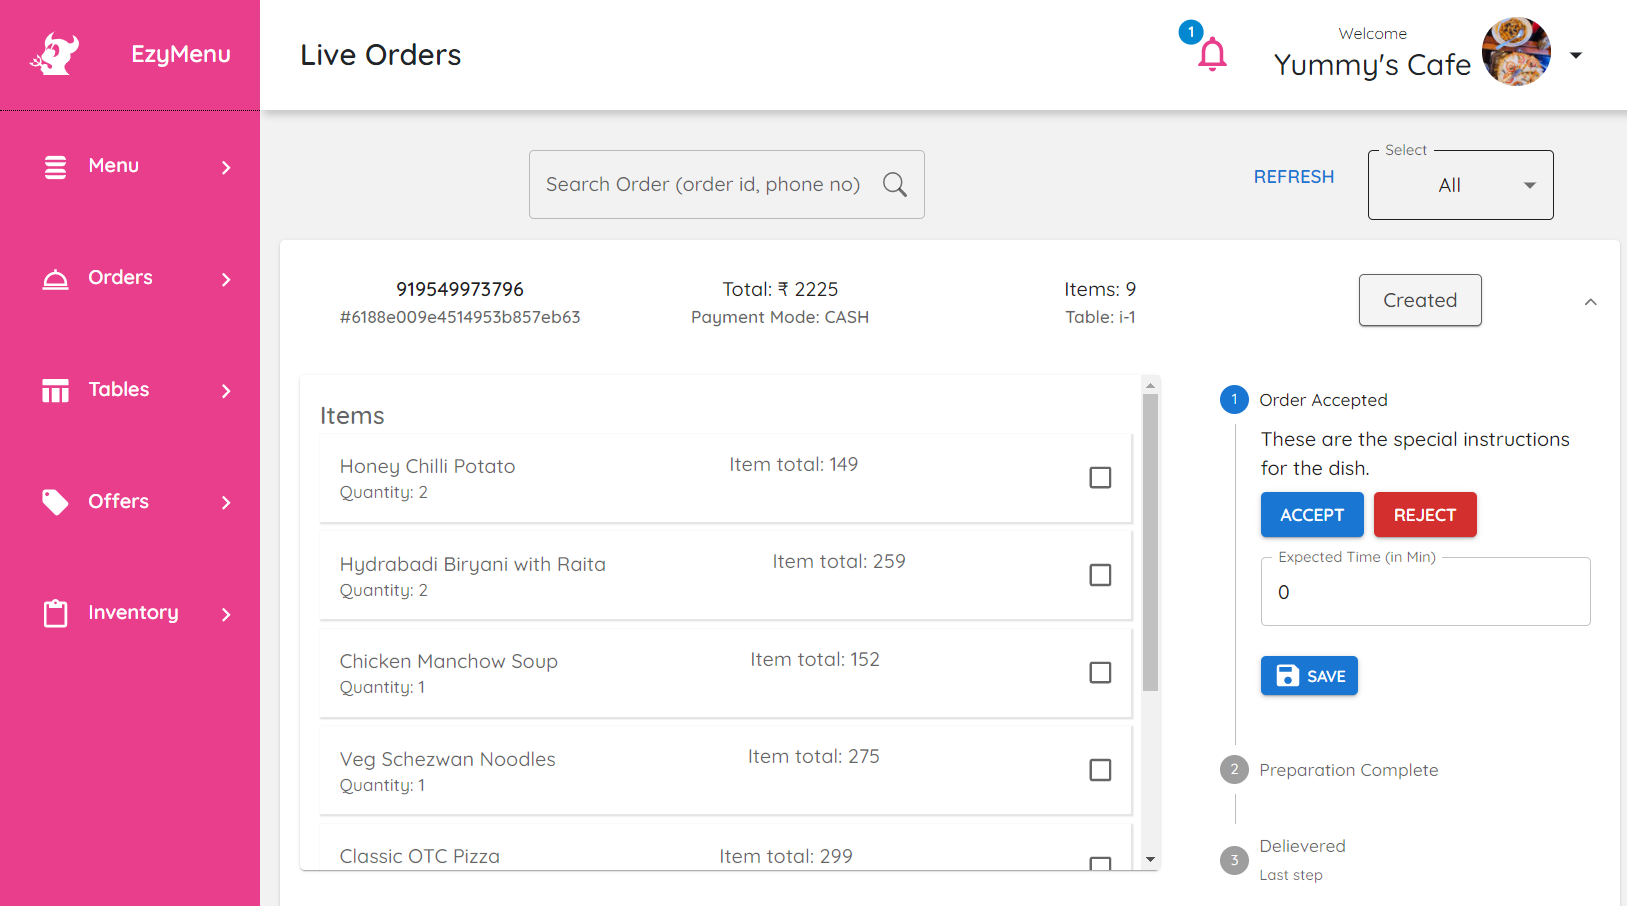 EzyMenu
Live Orders
1
Welcome
Yummy's Cafe
Menu
Orders
Tables
Offers
Inventory
Search Order (order id, phone no)
REFRESH
Select
All
919549973796
#6188e009e4514953b857eb63
Total: ₹ 2225
Payment Mode: CASH
Items: 9
Table: i-1
Created
Items
Honey Chilli Potato
Quantity: 2
Item total: 149
Hydrabadi Biryani with Raita
Quantity: 2
Item total: 259
Chicken Manchow Soup
Quantity: 1
Item total: 152
Veg Schezwan Noodles
Quantity: 1
Item total: 275
Classic OTC Pizza
Item total: 299
1 Order Accepted
These are the special instructions
for the dish.
ACCEPT REJECT
Expected Time (in Min)
0
SAVE
2 Preparation Complete
3 Delievered
Last step